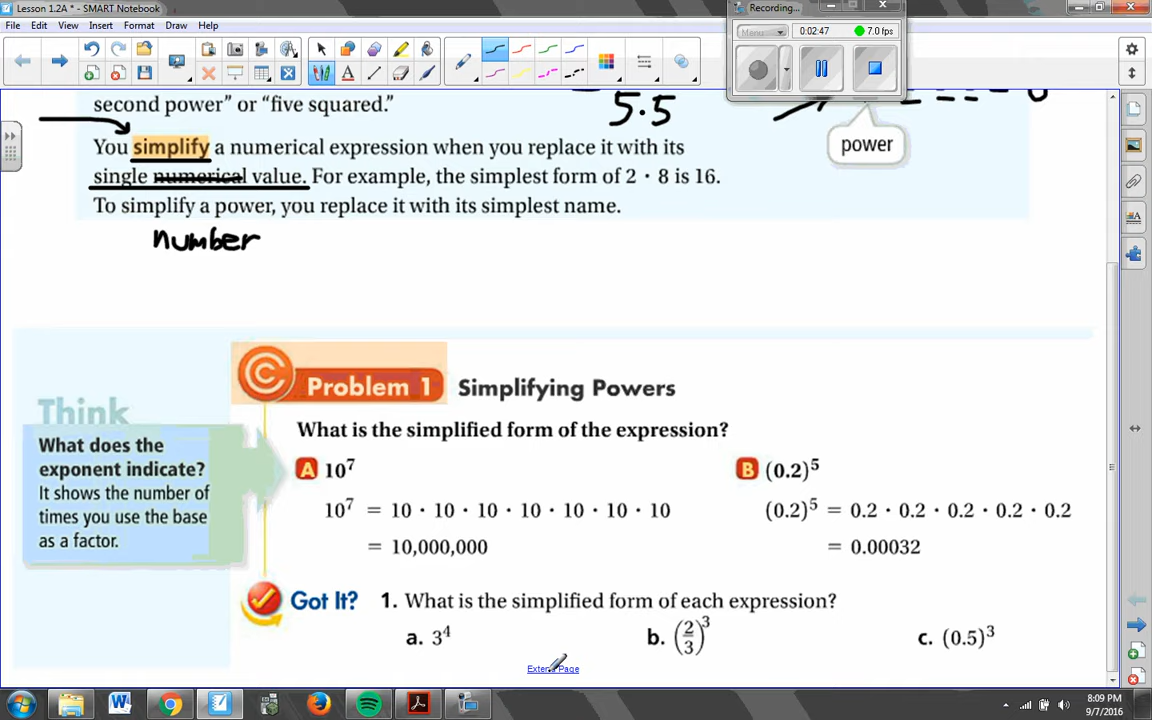 Lesson 1.2A * - SMART Notebook
Recording...
File Edit View Insert Format Tools Add-ons Help
Menu 0:02:47 7.0 fps
second power” or “five squared.”
5.5
power
You simplify a numerical expression when you replace it with its
single numerical value. For example, the simplest form of 2 · 8 is 16.
To simplify a power, you replace it with its simplest name.
number
Problem 1 Simplifying Powers
Think
What does the
exponent indicate?
It shows the number of
times you use the base
as a factor.
What is the simplified form of the expression?
A 10⁷
B (0.2)⁵
10⁷ = 10 · 10 · 10 · 10 · 10 · 10 · 10
(0.2)⁵ = 0.2 · 0.2 · 0.2 · 0.2 · 0.2
= 10,000,000
= 0.00032
Got It? 1. What is the simplified form of each expression?
a. 3⁴ b. (2/3)³ c. (0.5)³
Extend Page
8:09 PM
9/7/2016